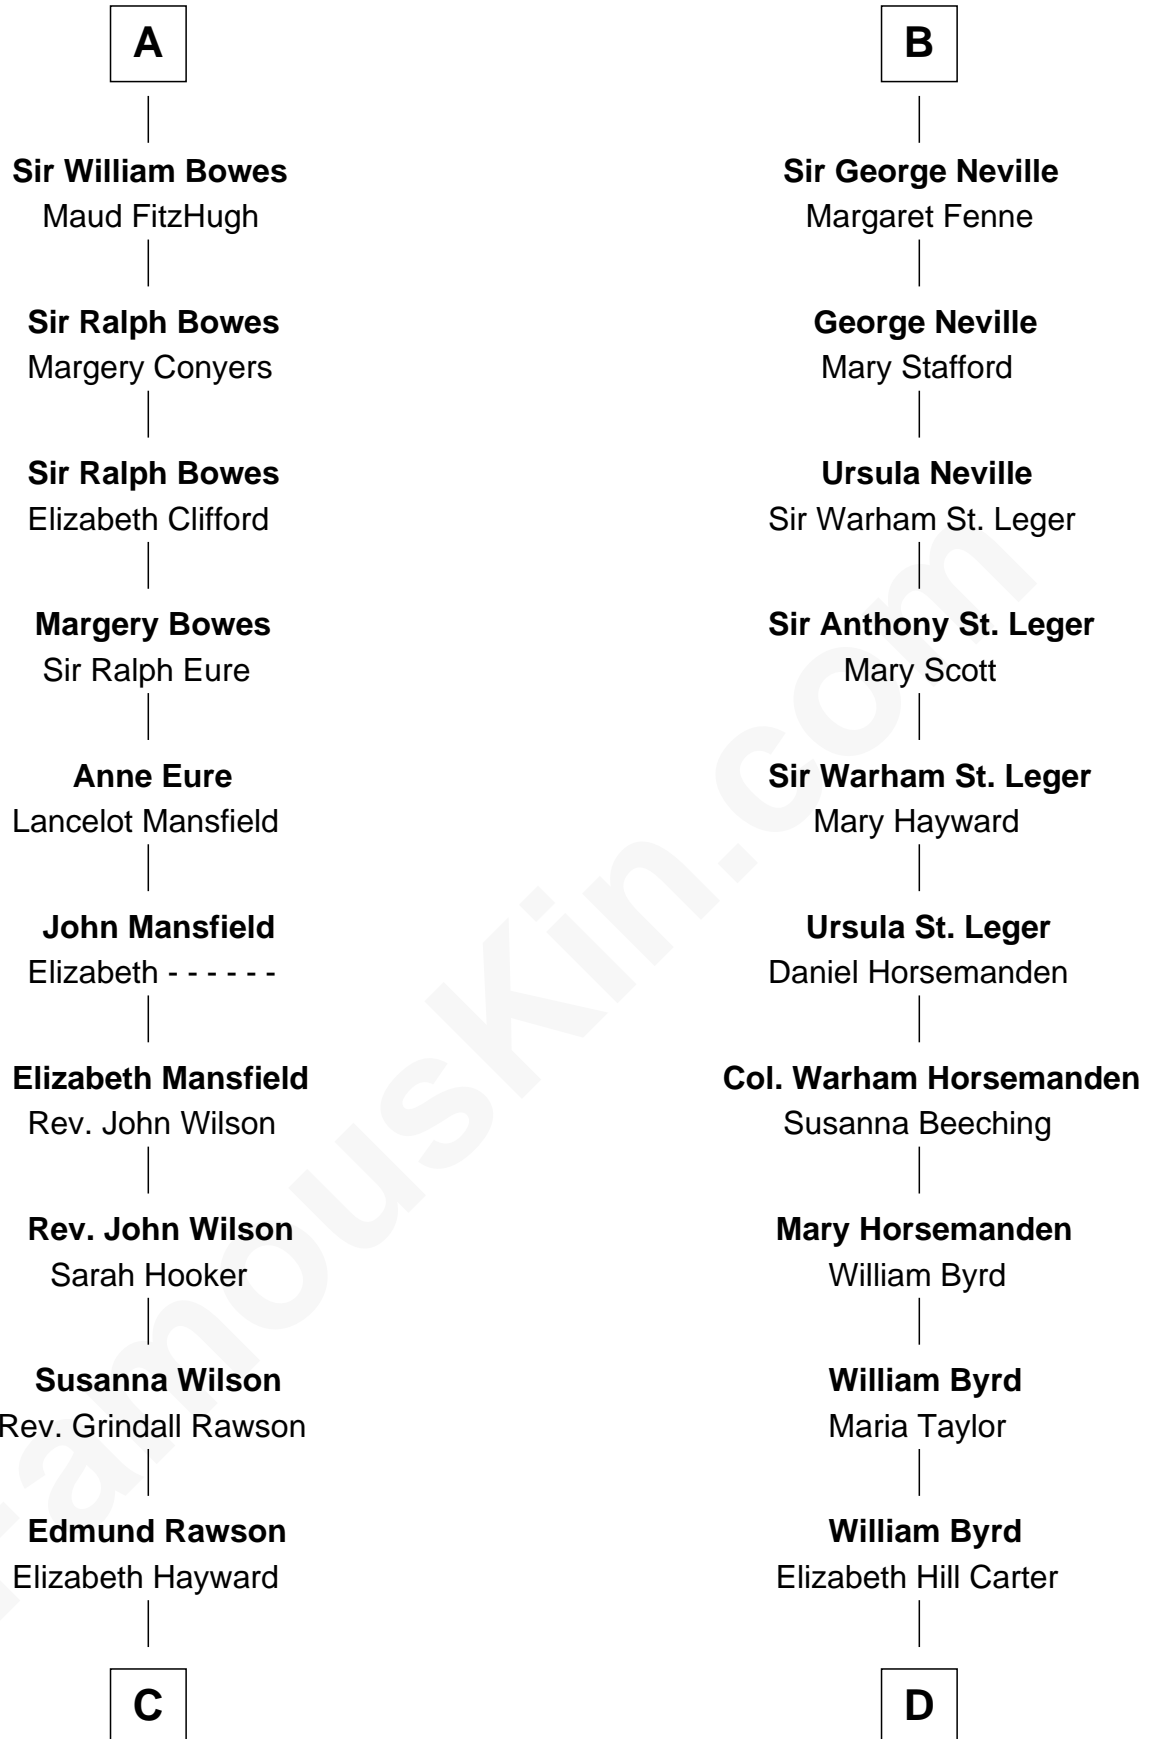 A
Sir William Bowes
Maud FitzHugh
Sir Ralph Bowes
Margery Conyers
Sir Ralph Bowes
Elizabeth Clifford
Margery Bowes
Sir Ralph Eure
Anne Eure
Lancelot Mansfield
John Mansfield
Elizabeth - - - - - -
Elizabeth Mansfield
Rev. John Wilson
Rev. John Wilson
Sarah Hooker
Susanna Wilson
Rev. Grindall Rawson
Edmund Rawson
Elizabeth Hayward
C
B
Sir George Neville
Margaret Fenne
George Neville
Mary Stafford
Ursula Neville
Sir Warham St. Leger
Sir Anthony St. Leger
Mary Scott
Sir Warham St. Leger
Mary Hayward
Ursula St. Leger
Daniel Horsemanden
Col. Warham Horsemanden
Susanna Beeching
Mary Horsemanden
William Byrd
William Byrd
Maria Taylor
William Byrd
Elizabeth Hill Carter
D
FamousKin.com